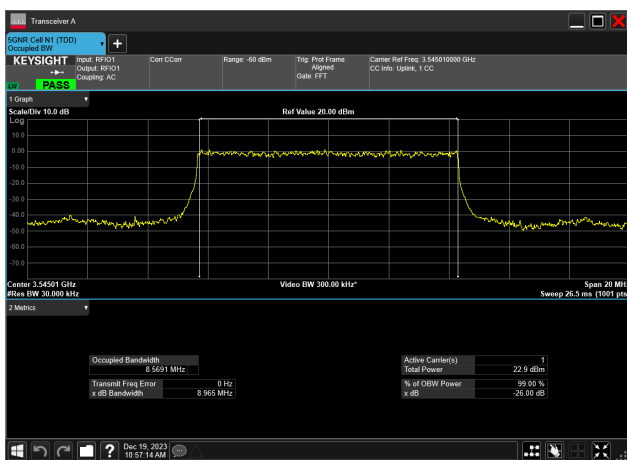 Transceiver A
5GNR Cell N1 (TDD)
Occupied BW
KEYSIGHT
Input: RFIO1
Output: RFIO1
Coupling: AC
Corr CCorr
Range: -60 dBm
Trig: Prot Frame
Aligned
Gate: FFT
Carrier Ref Freq: 3.545010000 GHz
CC Info: Uplink, 1 CC
PASS
1 Graph
Scale/Div 10.0 dB
Ref Value 20.00 dBm
Log
10.0
0.00
-10.0
-20.0
-30.0
-40.0
-50.0
-60.0
-70.0
Center 3.54501 GHz
Video BW 300.00 kHz*
Span 20 MH
#Res BW 30.000 kHz
Sweep 26.5 ms (1001 pts
2 Metrics
Occupied Bandwidth
8.5691 MHz
Active Carrier(s) 1
Total Power 22.9 dBm
Transmit Freq Error 0 Hz
x dB Bandwidth 8.965 MHz
% of OBW Power 99.00 %
x dB -26.00 dB
Dec 19, 2023
10:57:14 AM